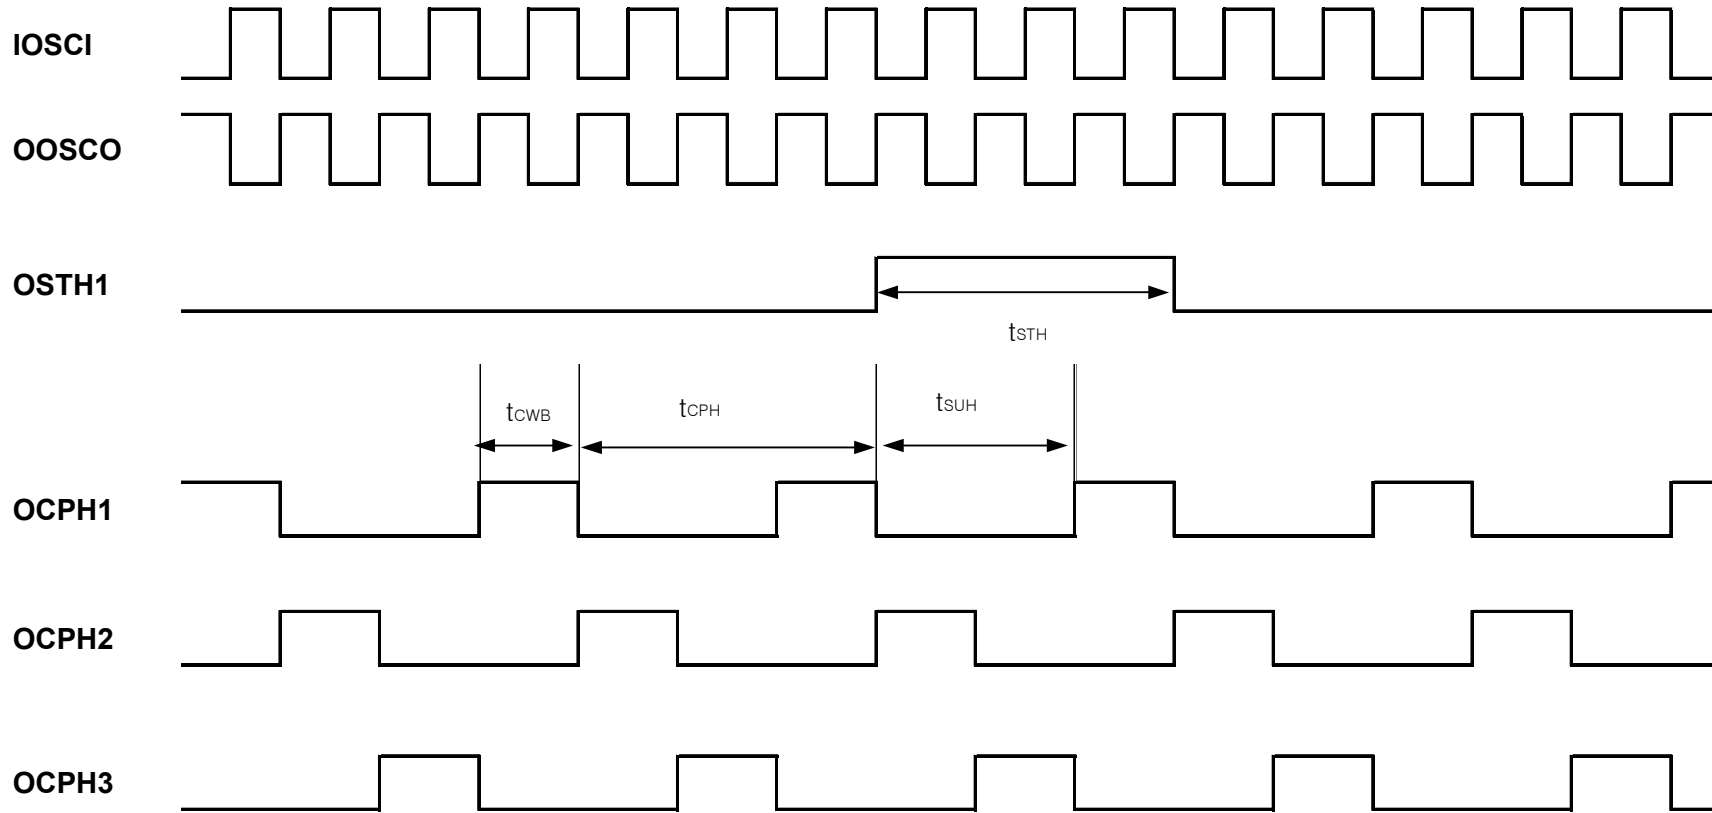 IOSCI
OOSCO
OSTH1
tSTH
tCWB
tCPH
tSUH
OCPH1
OCPH2
OCPH3